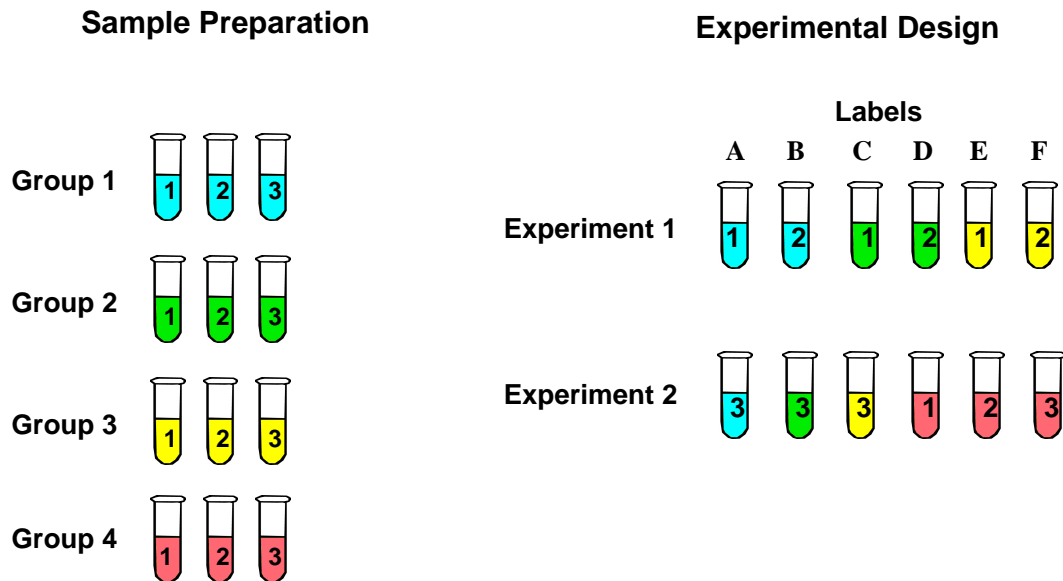 Sample Preparation
Group 1
1 2 3
Group 2
1 2 3
Group 3
1 2 3
Group 4
1 2 3
Experimental Design
Labels
A B C D E F
Experiment 1
1 2 1 2 1 2
Experiment 2
3 3 3 1 2 3